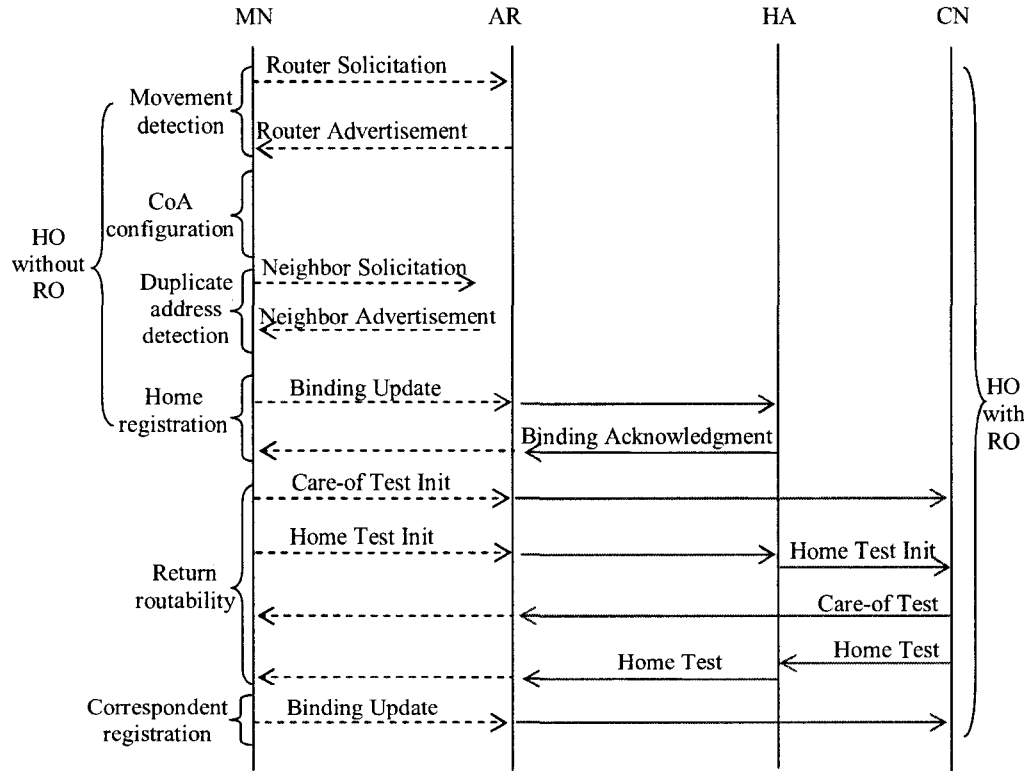 MN AR HA CN
Router Solicitation
Movement
detection
Router Advertisement
CoA
configuration
HO
without
RO
Neighbor Solicitation
Duplicate
address
detection
Neighbor Advertisement
Home
registration
Binding Update
Binding Acknowledgment
HO
with
RO
Care-of Test Init
Home Test Init
Home Test Init
Return
routability
Care-of Test
Home Test
Home Test
Correspondent
registration
Binding Update